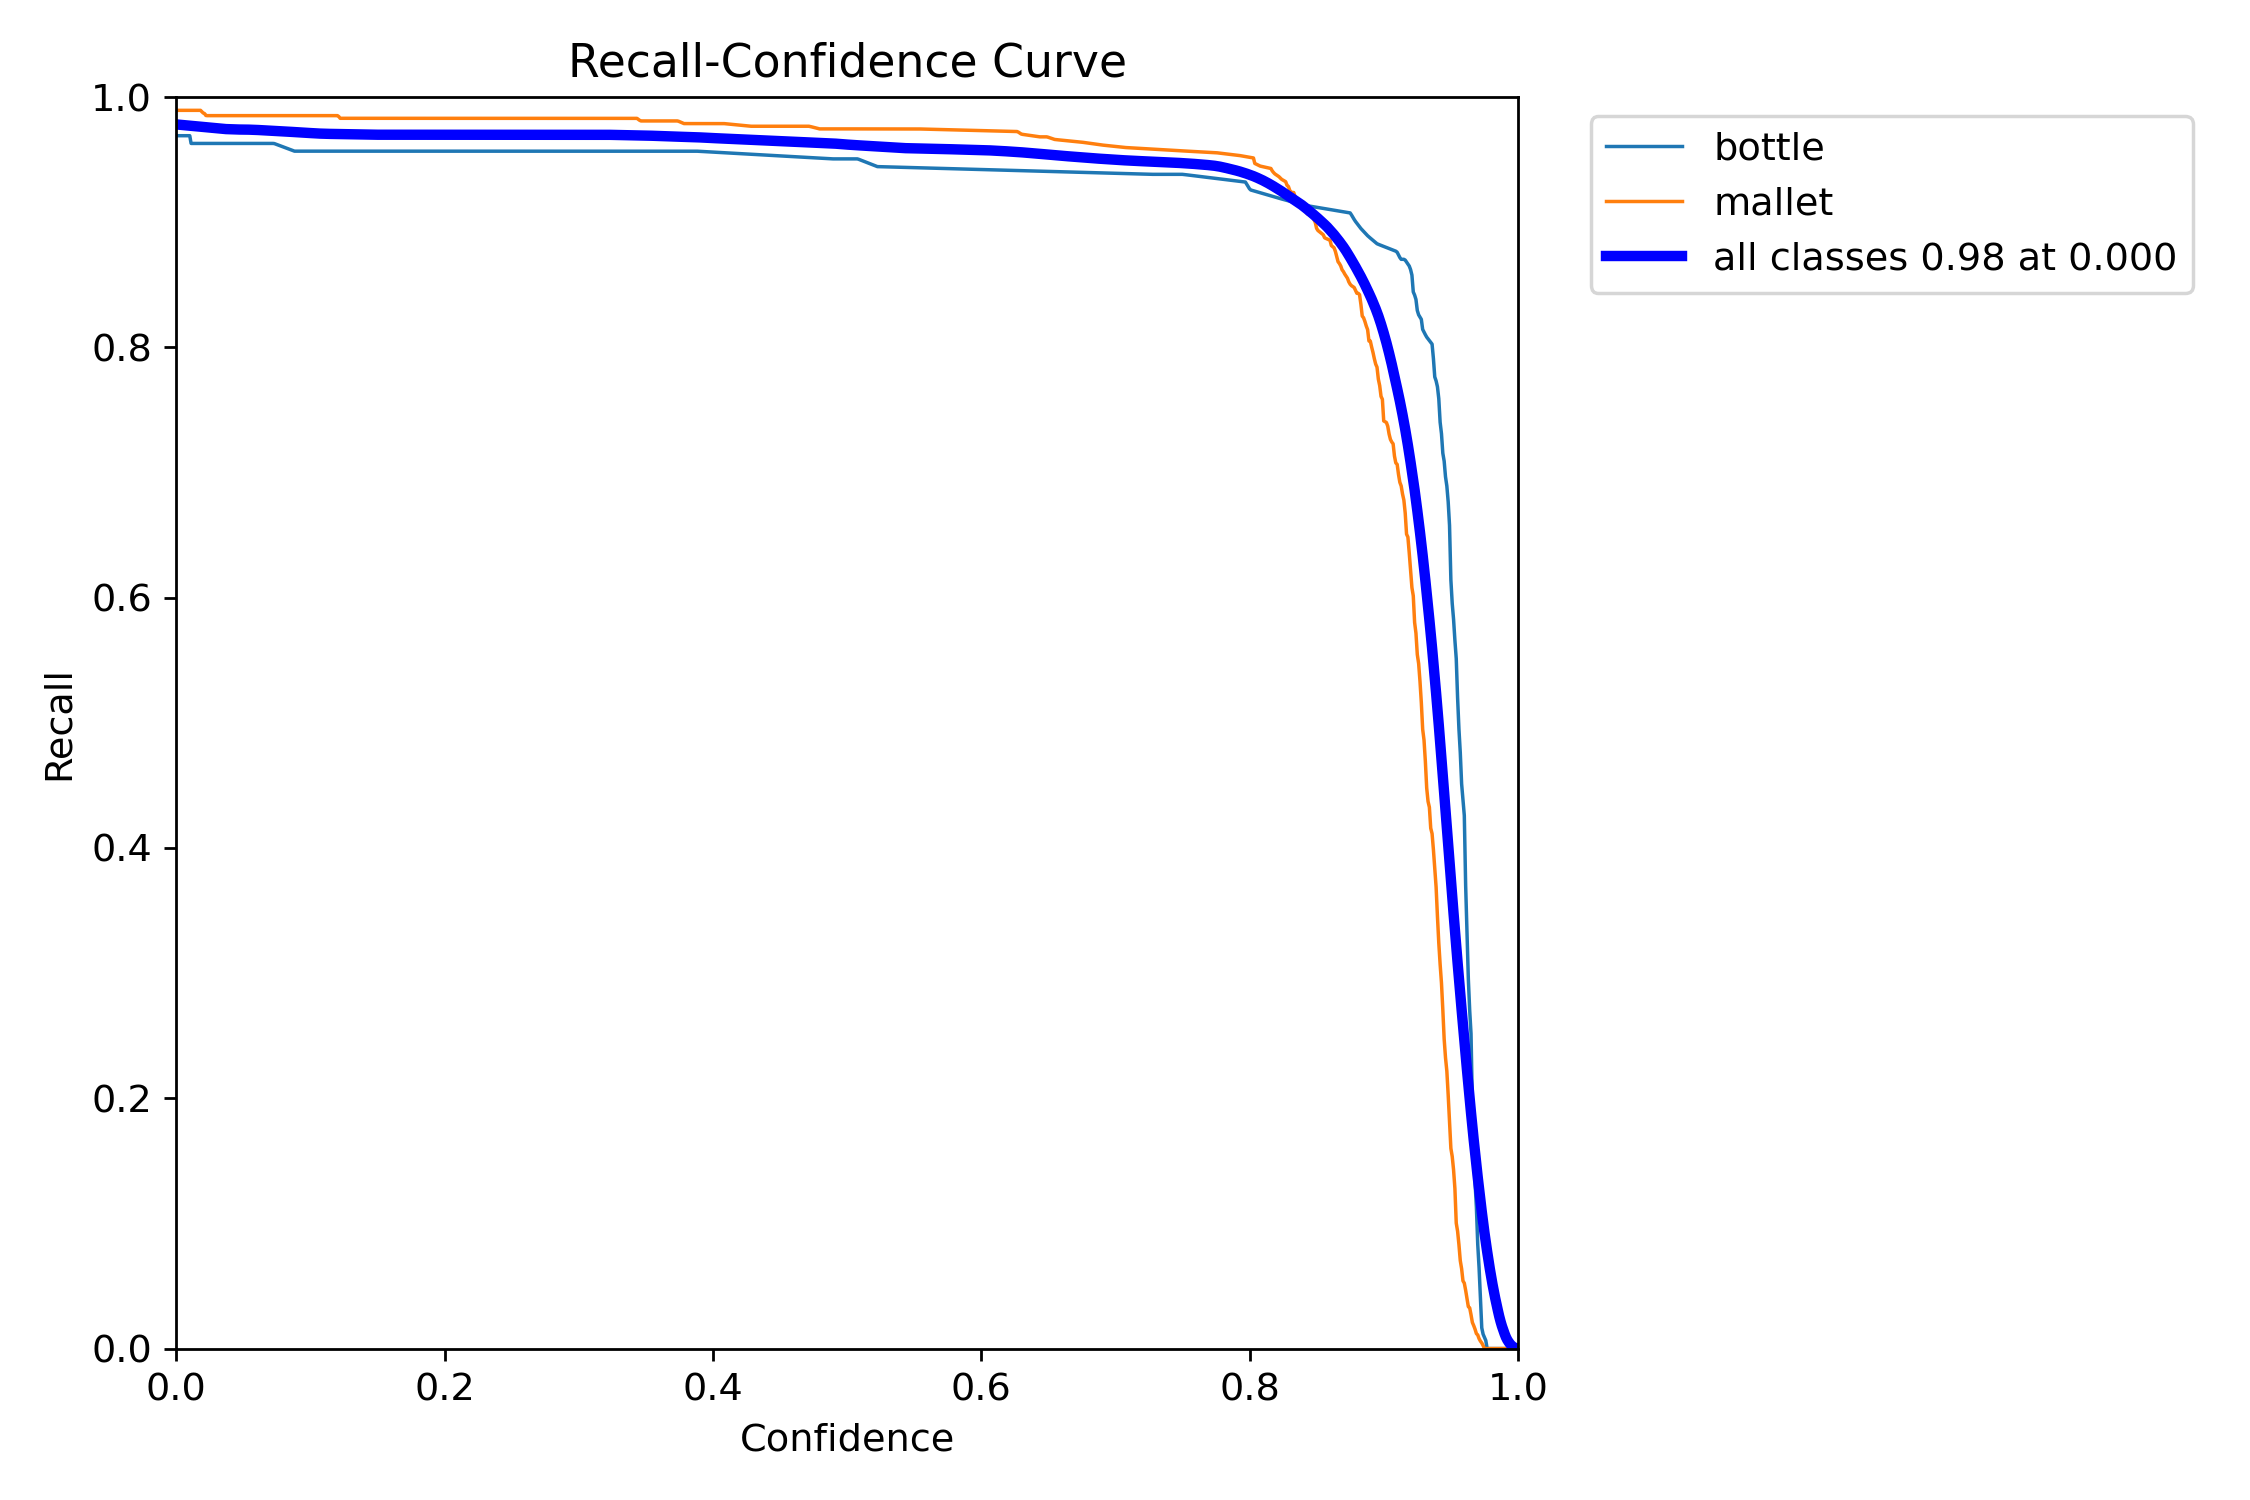 Recall-Confidence Curve
1.0
0.8
0.6
0.4
0.2
0.0
Recall
0.0 0.2 0.4 0.6 0.8 1.0
Confidence
bottle
mallet
all classes 0.98 at 0.000